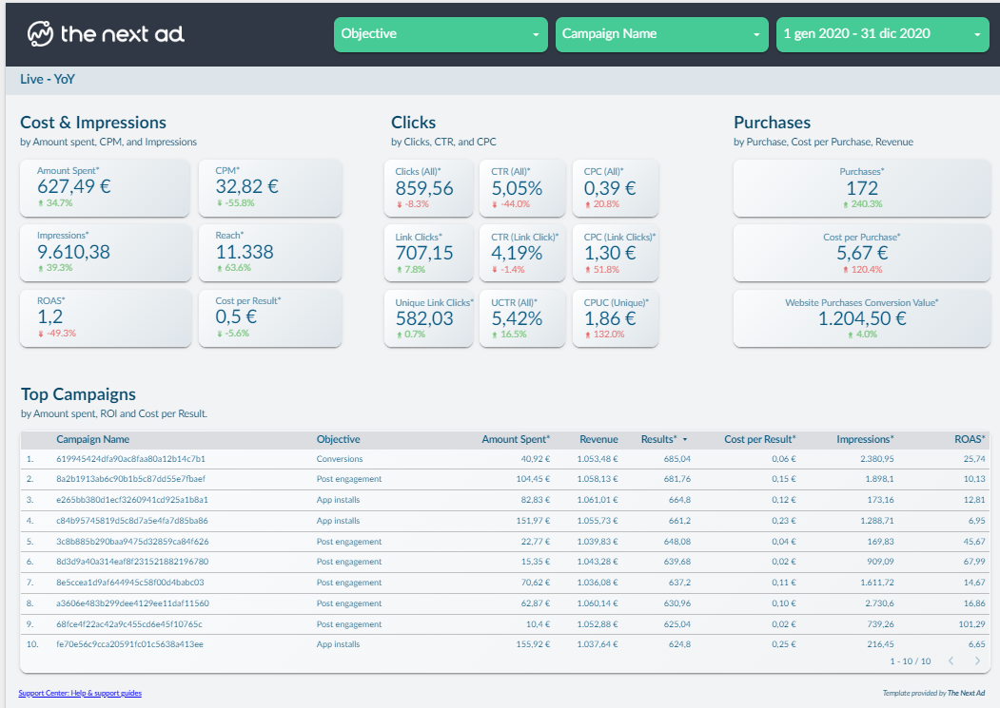 the next ad
Objective
Campaign Name
1 gen 2020 - 31 dic 2020
Live - YoY
Cost & Impressions
by Amount spent, CPM, and Impressions
Amount Spent*
627,49 €
34.7%
CPM*
32,82 €
-55.8%
Impressions*
9.610,38
39.3%
Reach*
11.338
63.6%
ROAS*
1,2
-49.3%
Cost per Result*
0,5 €
-5.6%
Clicks
by Clicks, CTR, and CPC
Clicks (All)*
859,56
-8.3%
CTR (All)*
5,05%
-44.0%
CPC (All)*
0,39 €
20.8%
Link Clicks*
707,15
7.8%
CTR (Link Click)*
4,19%
-1.4%
CPC (Link Clicks)*
1,30 €
51.8%
Unique Link Clicks*
582,03
0.7%
UCTR (All)*
5,42%
16.5%
CPUC (Unique)*
1,86 €
132.0%
Purchases
by Purchase, Cost per Purchase, Revenue
Purchases*
172
240.3%
Cost per Purchase*
5,67 €
120.4%
Website Purchases Conversion Value*
1.204,50 €
4.0%
Top Campaigns
by Amount spent, ROI and Cost per Result.
Campaign Name Objective Amount Spent* Revenue Results* Cost per Result* Impressions* ROAS*
1. 619945424dfa90ac8faa80a12b14c7b1 Conversions 40,92 € 1.053,48 € 685,04 0,06 € 2.380,95 25,74
2. 8a2b1913ab6c90b1b5c87dd55e7fbaef Post engagement 104,45 € 1.058,13 € 681,76 0,15 € 1.898,1 10,13
3. e265bb380d1ecf3260941cd925a1b8a1 App installs 82,83 € 1.061,01 € 664,8 0,12 € 173,16 12,81
4. c84b95745819d5c8d7a5e4fa7d85ba86 App installs 151,97 € 1.055,73 € 661,2 0,23 € 1.288,71 6,95
5. 3c8b885b290baa9475d32859ca84f626 Post engagement 22,77 € 1.039,83 € 648,08 0,04 € 169,83 45,67
6. 8d3d9a40a314eaf8f231521882196780 Post engagement 15,35 € 1.043,28 € 639,68 0,02 € 909,09 67,99
7. 8e5ccea1d9af644945c58f00d4babc03 Post engagement 70,62 € 1.036,08 € 637,2 0,11 € 1.611,72 14,67
8. a3606e483b299dee4129ee11daf11560 Post engagement 62,87 € 1.060,14 € 630,96 0,10 € 2.730,6 16,86
9. 68fce4f22ac42a9c455cd6e45f10765c Post engagement 10,4 € 1.052,88 € 625,04 0,02 € 739,26 101,29
10. fe70e56c9cca20591fc01c5638a413ee App installs 155,92 € 1.037,64 € 624,8 0,25 € 216,45 6,65
1 - 10 / 10
Support Center: Help & support guides
Template provided by The Next Ad